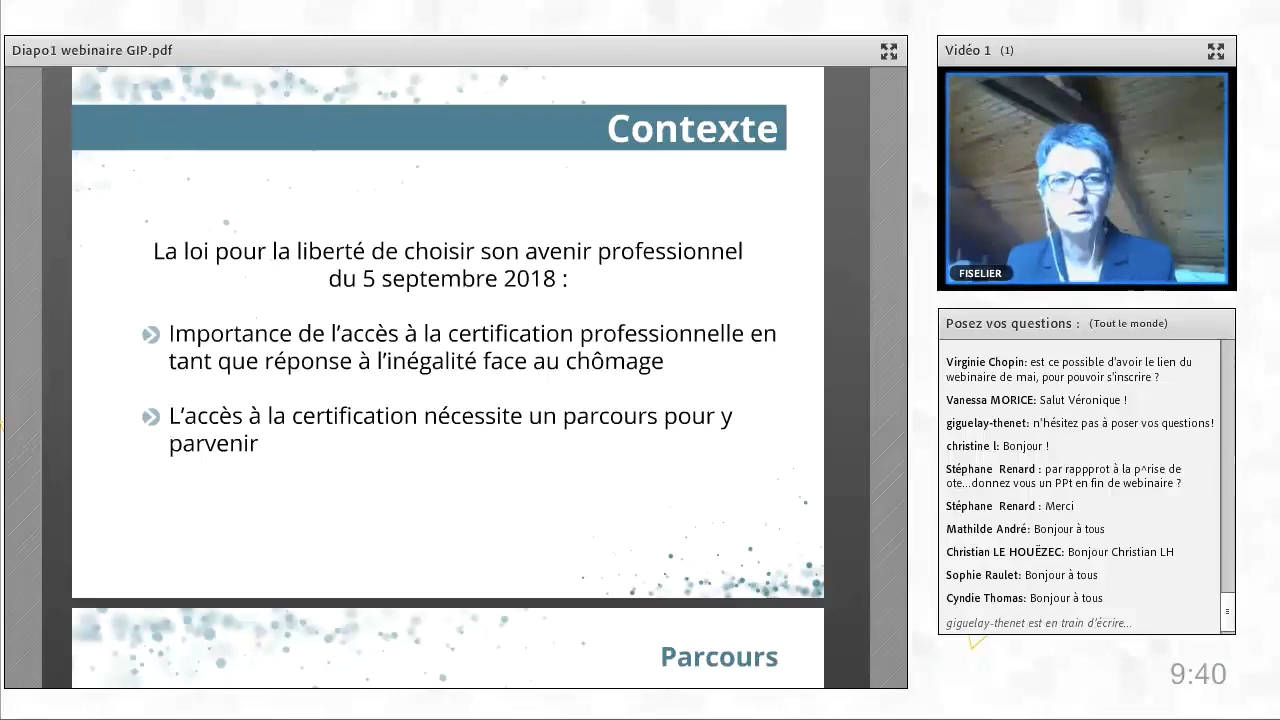 Diapo1 webinaire GIP.pdf
Contexte
La loi pour la liberté de choisir son avenir professionnel
du 5 septembre 2018 :
Importance de l'accès à la certification professionnelle en
tant que réponse à l'inégalité face au chômage
L'accès à la certification nécessite un parcours pour y
parvenir
Parcours
Vidéo 1 (1)
FISELIER
Posez vos questions : (Tout le monde)
Virginie Chopin: est ce possible d'avoir le lien du
webinaire de mai, pour pouvoir s'inscrire ?
Vanessa MORICE: Salut Véronique !
giguelay-thenet: n'hésitez pas à poser vos questions!
christine l: Bonjour !
Stéphane Renard : par rappprot à la p^rise de
ote...donnez vous un PPt en fin de webinaire ?
Stéphane Renard : Merci
Mathilde André: Bonjour à tous
Christian LE HOUËZEC: Bonjour Christian LH
Sophie Raulet: Bonjour à tous
Cyndie Thomas: Bonjour à tous
giguelay-thenet est en train d'écrire...
9:40